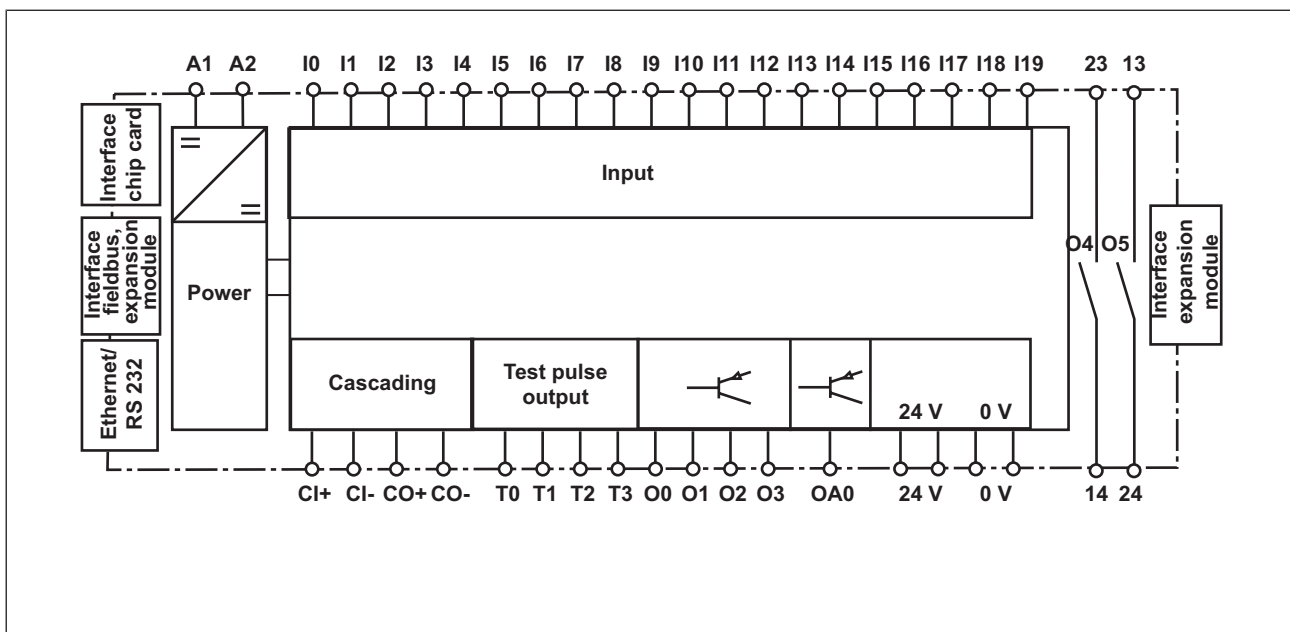 A1 A2 I0 I1 I2 I3 I4 I5 I6 I7 I8 I9 I10 I11 I12 I13 I14 I15 I16 I17 I18 I19 23 13
Interface
chip card
Interface
fieldbus,
expansion
module
Ethernet/
RS 232
Power
Input
O4 O5
Interface
expansion
module
Cascading
Test pulse
output
24 V 0 V
CI+ CI- CO+ CO- T0 T1 T2 T3 O0 O1 O2 O3 OA0 24 V 0 V 14 24